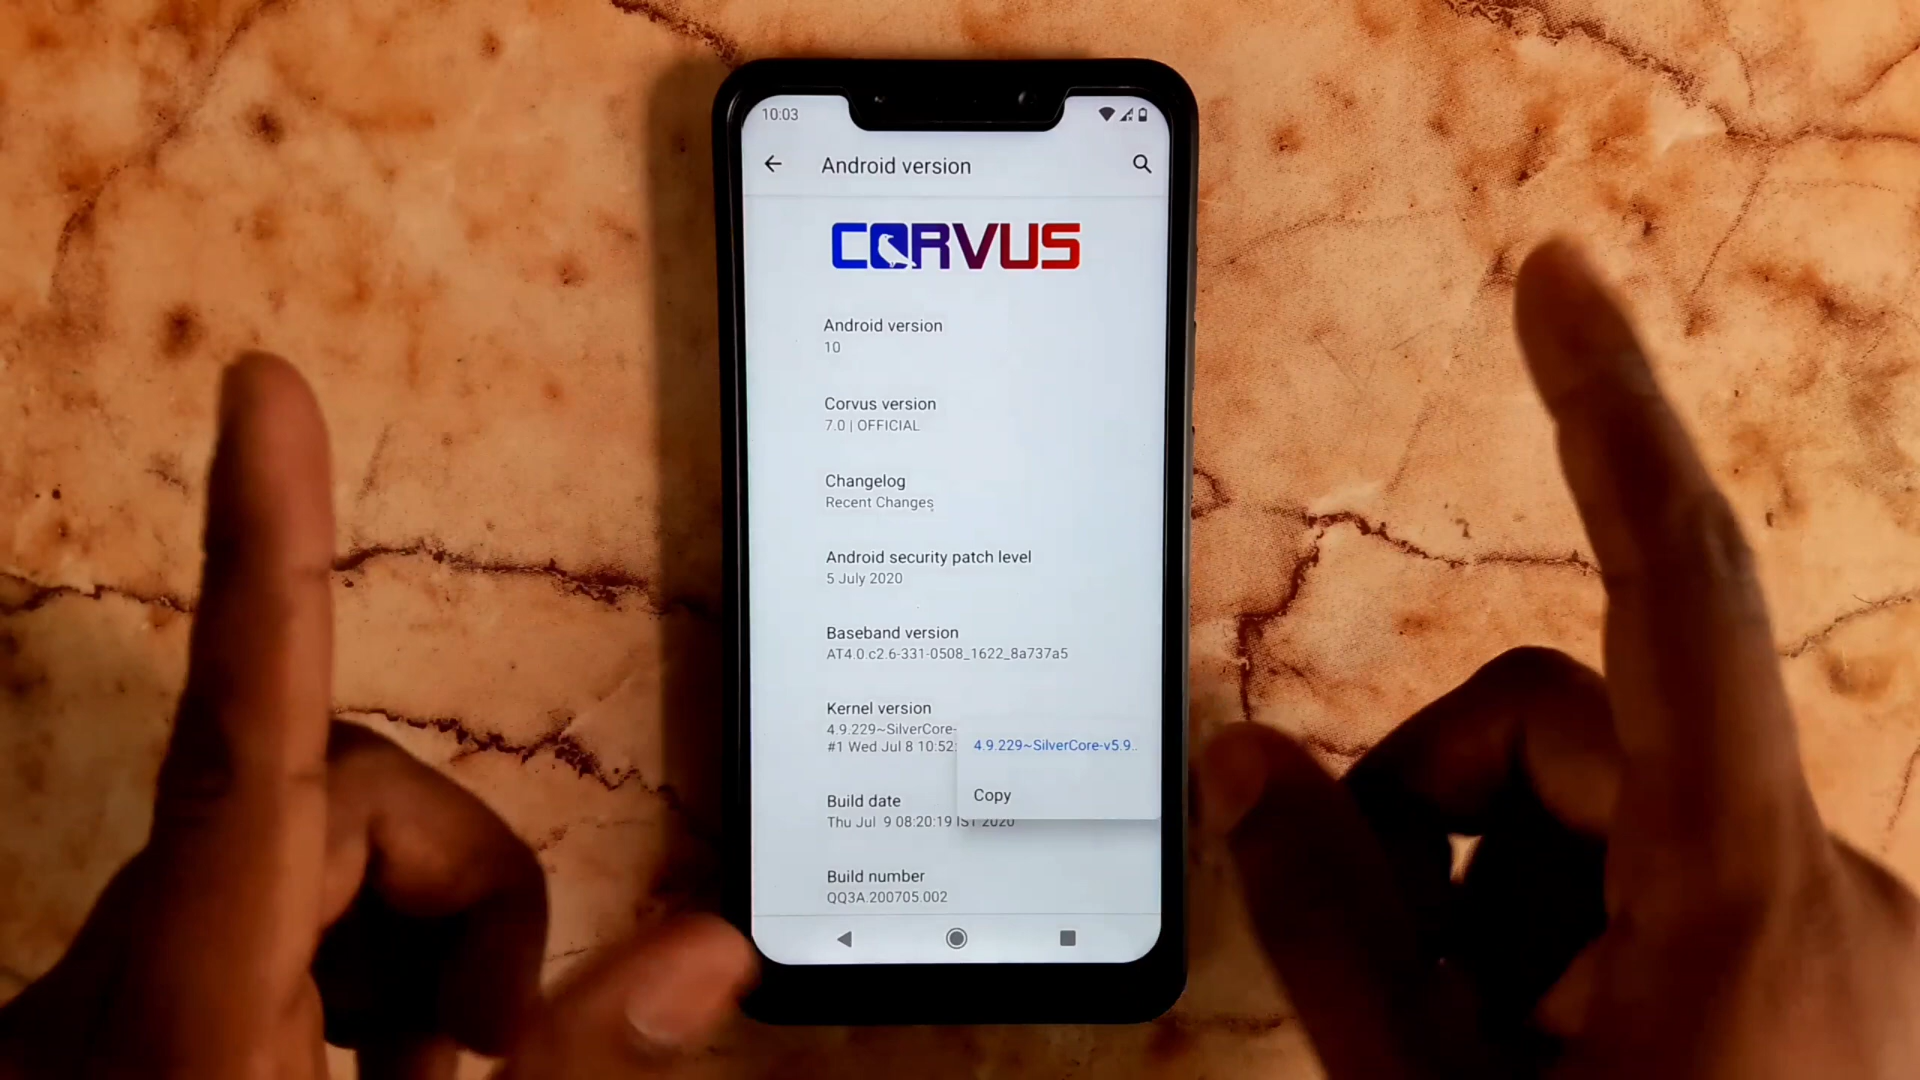 10:03
Android version
CORVUS
Android version
10
Corvus version
7.0 | OFFICIAL
Changelog
Recent Changes
Android security patch level
5 July 2020
Baseband version
AT4.0.c2.6-331-0508_1622_8a737a5
Kernel version
4.9.229~SilverCore-
#1 Wed Jul 8 10:52:
4.9.229~SilverCore-v5.9..
Copy
Build date
Thu Jul 9 08:20:19 IST 2020
Build number
QQ3A.200705.002